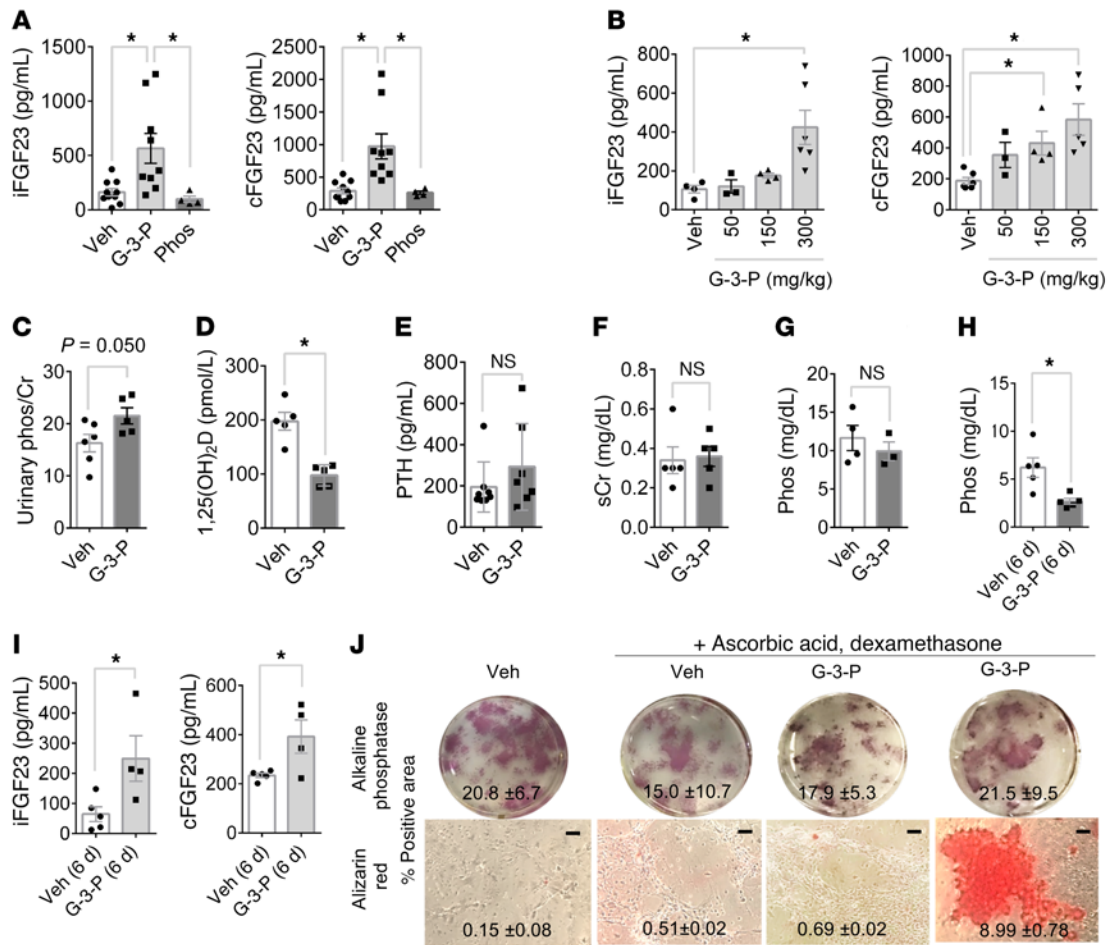 A
iFGF23 (pg/mL)
1500
1000
500
0
* *
Veh
G-3-P
Phos
cFGF23 (pg/mL)
2500
2000
1500
1000
500
0
* *
Veh
G-3-P
Phos
B
iFGF23 (pg/mL)
800
600
400
200
0
*
Veh
50
150
300
G-3-P (mg/kg)
cFGF23 (pg/mL)
1000
800
600
400
200
0
*
*
Veh
50
150
300
G-3-P (mg/kg)
C
P = 0.050
Urinary phos/Cr
30
20
10
0
Veh
G-3-P
D
*
1,25(OH)₂D (pmol/L)
300
200
100
0
Veh
G-3-P
E
NS
PTH (pg/mL)
800
600
400
200
0
Veh
G-3-P
F
NS
sCr (mg/dL)
0.8
0.6
0.4
0.2
0.0
Veh
G-3-P
G
NS
Phos (mg/dL)
20
15
10
5
0
Veh
G-3-P
H
*
Phos (mg/dL)
15
10
5
0
Veh (6 d)
G-3-P (6 d)
I
*
iFGF23 (pg/mL)
500
400
300
200
100
0
Veh (6 d)
G-3-P (6 d)
*
cFGF23 (pg/mL)
600
400
200
0
Veh (6 d)
G-3-P (6 d)
J
+ Ascorbic acid, dexamethasone
Veh Veh G-3-P G-3-P
% Positive area
Alkaline
phosphatase
20.8 ±6.7 15.0 ±10.7 17.9 ±5.3 21.5 ±9.5
Alizarin
red
0.15 ±0.08 0.51±0.02 0.69 ±0.02 8.99 ±0.78